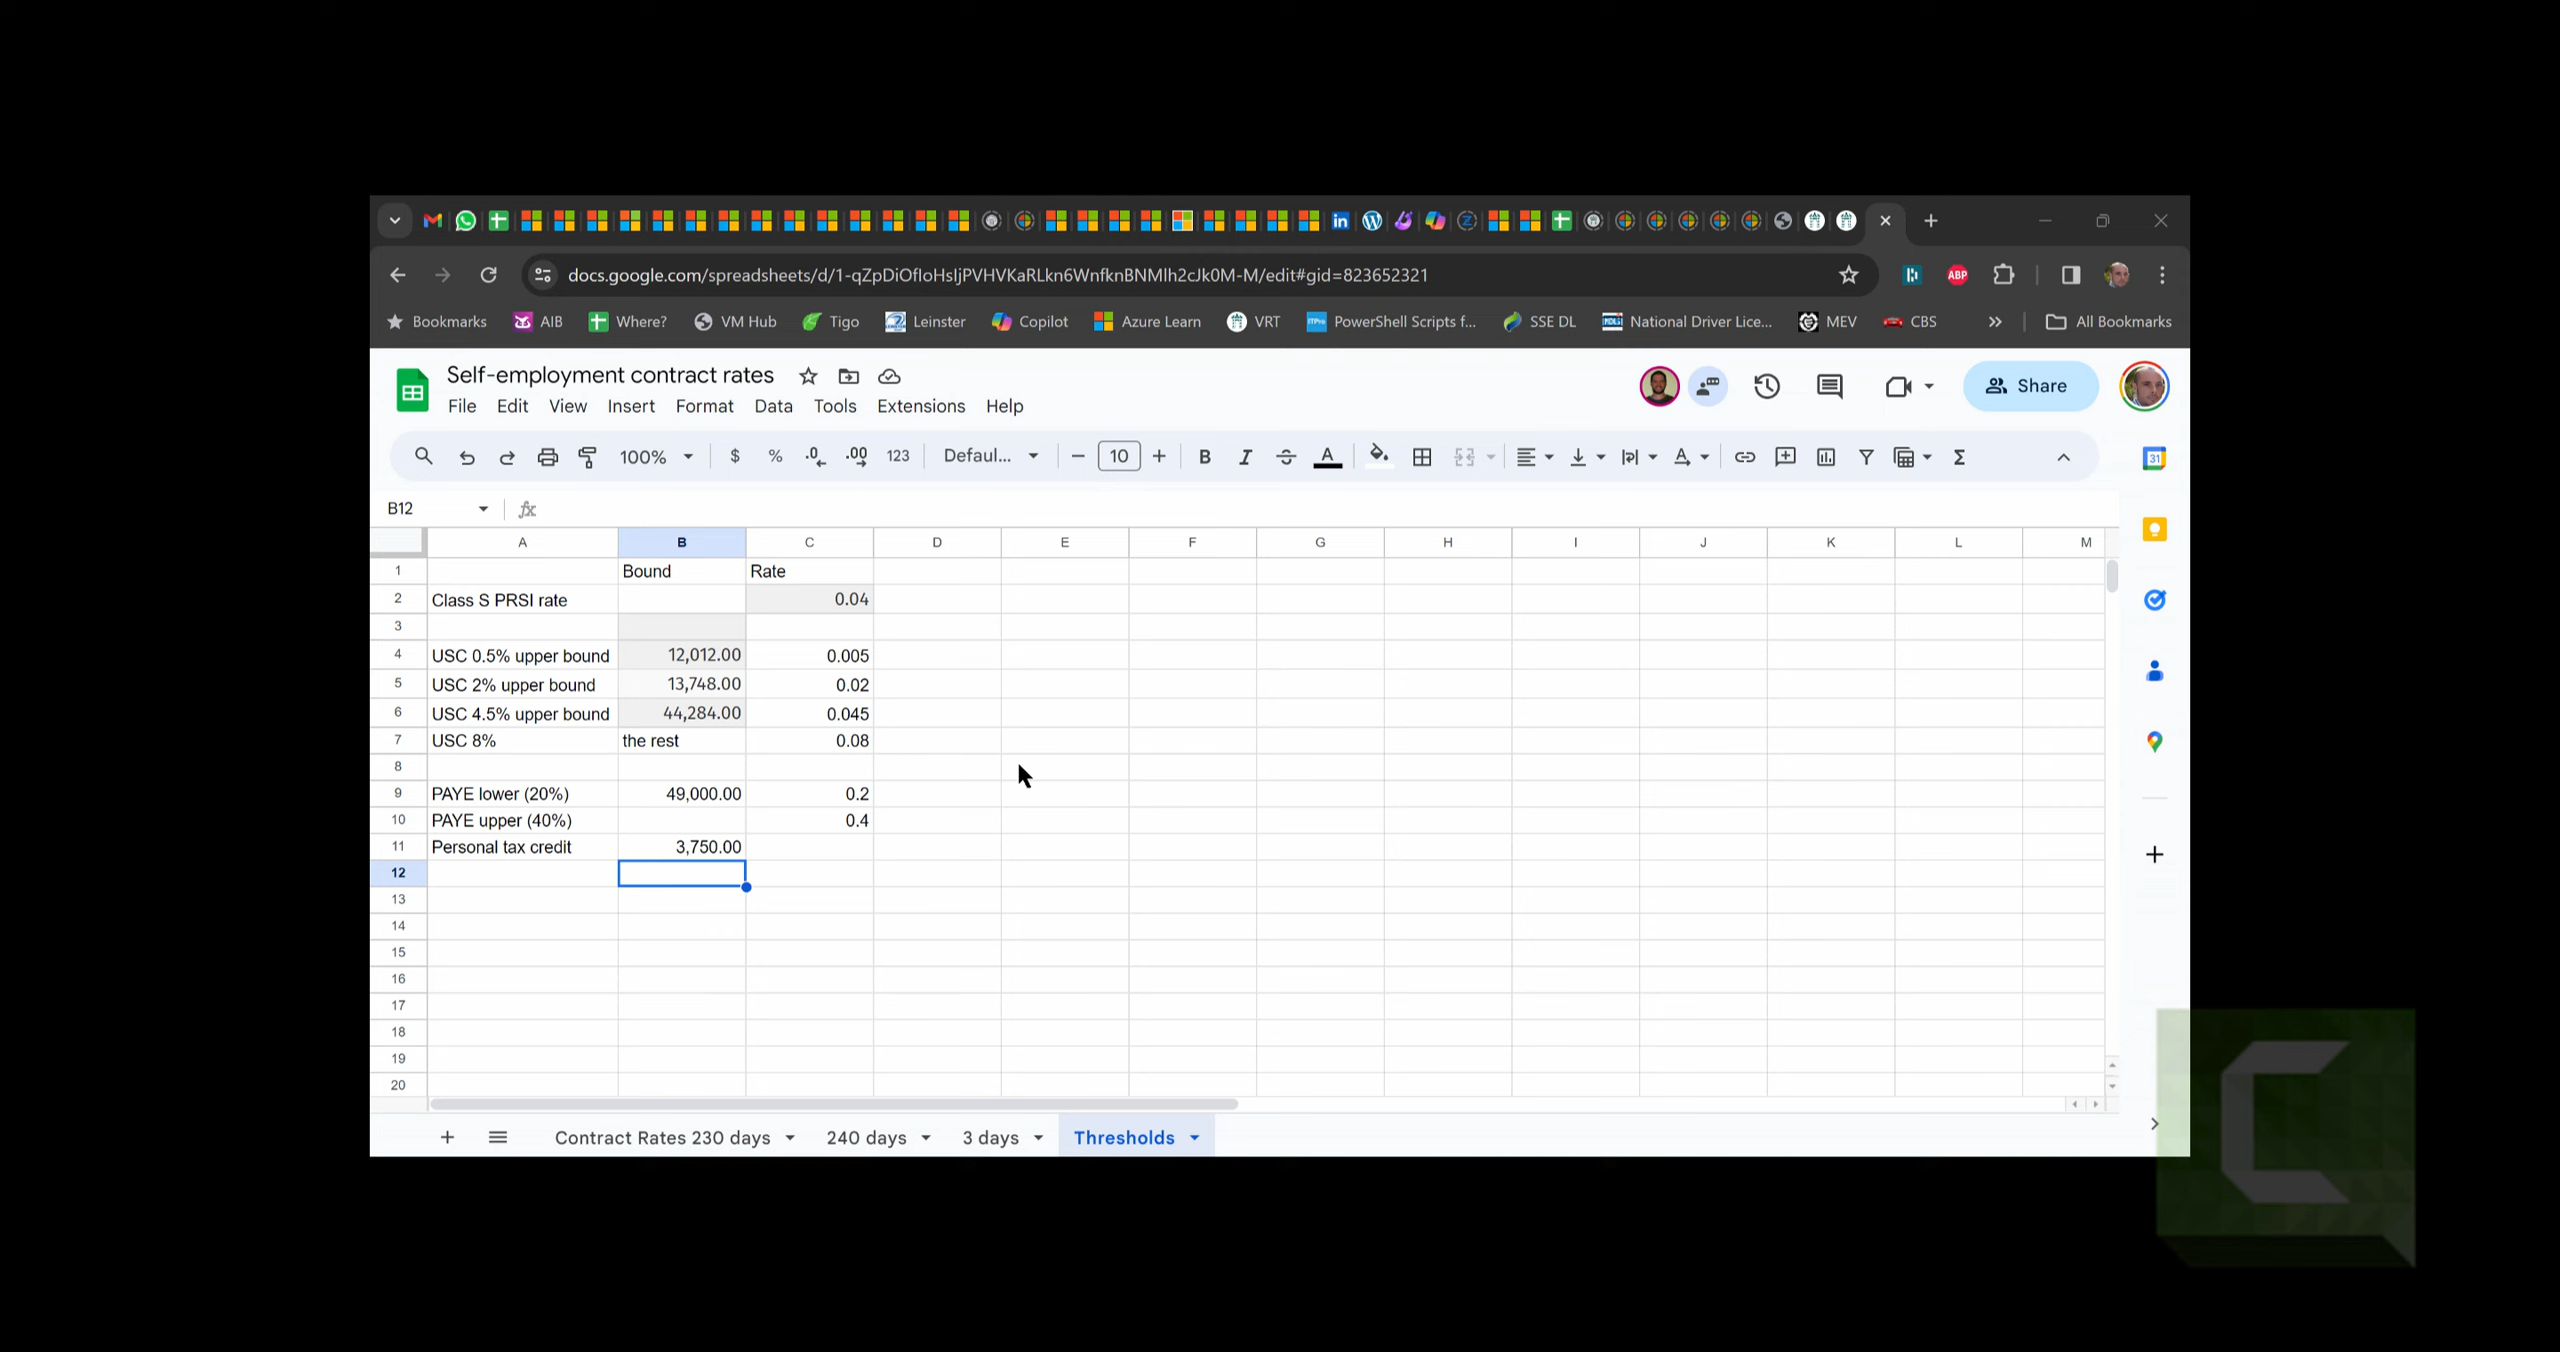 docs.google.com/spreadsheets/d/1-qZpDiOfIoHsIjPVHVKaRLkn6WnfknBNMIh2cJk0M-M/edit#gid=823652321
ABP
Bookmarks AIB Where? VM Hub Tigo Leinster Copilot Azure Learn VRT PowerShell Scripts f... SSE DL National Driver Lice... MEV CBS All Bookmarks
Self-employment contract rates
File Edit View Insert Format Data Tools Extensions Help
Share
100% $ % .0 .00 123 Defaul... 10 B I A
31
B12 fx
A B C D E F G H I J K L M
1 Bound Rate
2 Class S PRSI rate 0.04
3
4 USC 0.5% upper bound 12,012.00 0.005
5 USC 2% upper bound 13,748.00 0.02
6 USC 4.5% upper bound 44,284.00 0.045
7 USC 8% the rest 0.08
8
9 PAYE lower (20%) 49,000.00 0.2
10 PAYE upper (40%) 0.4
11 Personal tax credit 3,750.00
12
13
14
15
16
17
18
19
20
Contract Rates 230 days 240 days 3 days Thresholds